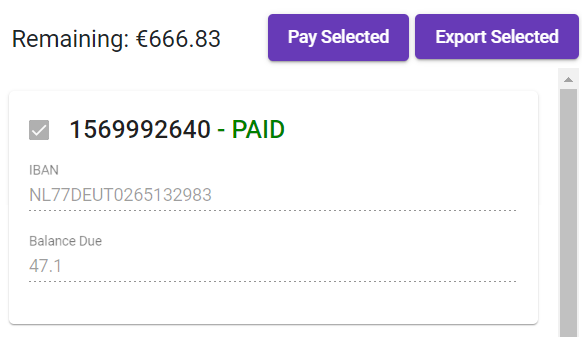 Remaining: €666.83
Pay Selected
Export Selected
1569992640 - PAID
IBAN
NL77DEUT0265132983
Balance Due
47.1